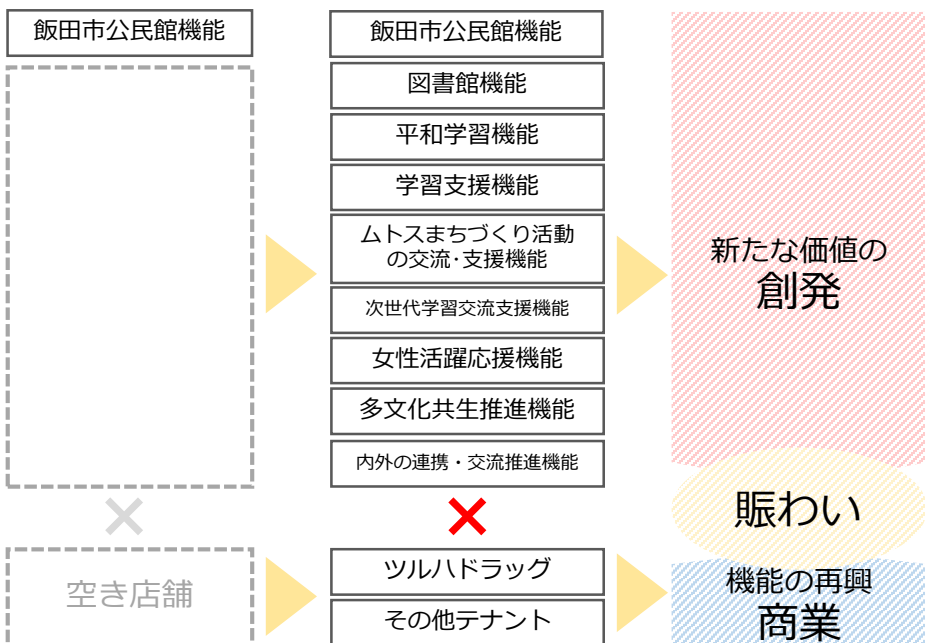 飯田市公民館機能
空き店舗
飯田市公民館機能
図書館機能
平和学習機能
学習支援機能
ムトスまちづくり活動
の交流･支援機能
次世代学習交流支援機能
女性活躍応援機能
多文化共生推進機能
内外の連携・交流推進機能
ツルハドラッグ
その他テナント
新たな価値の
創発
賑わい
機能の再興
商業